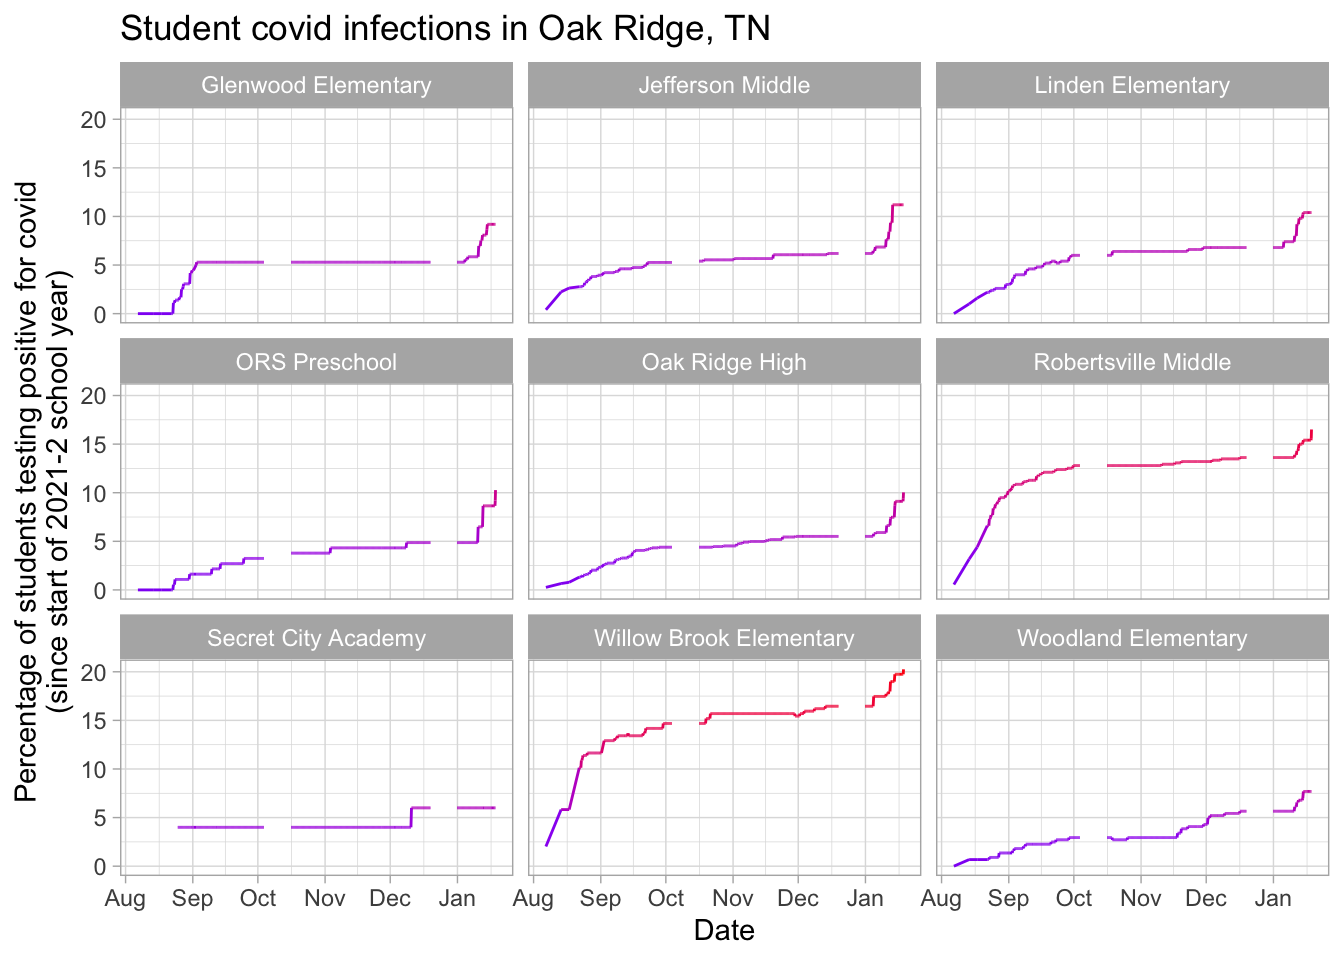 Student covid infections in Oak Ridge, TN
Percentage of students testing positive for covid
(since start of 2021-2 school year)
Glenwood Elementary
Jefferson Middle
Linden Elementary
20
15
10
5
0
ORS Preschool
Oak Ridge High
Robertsville Middle
20
15
10
5
0
Secret City Academy
Willow Brook Elementary
Woodland Elementary
20
15
10
5
0
Aug Sep Oct Nov Dec Jan
Aug Sep Oct Nov Dec Jan
Aug Sep Oct Nov Dec Jan
Date